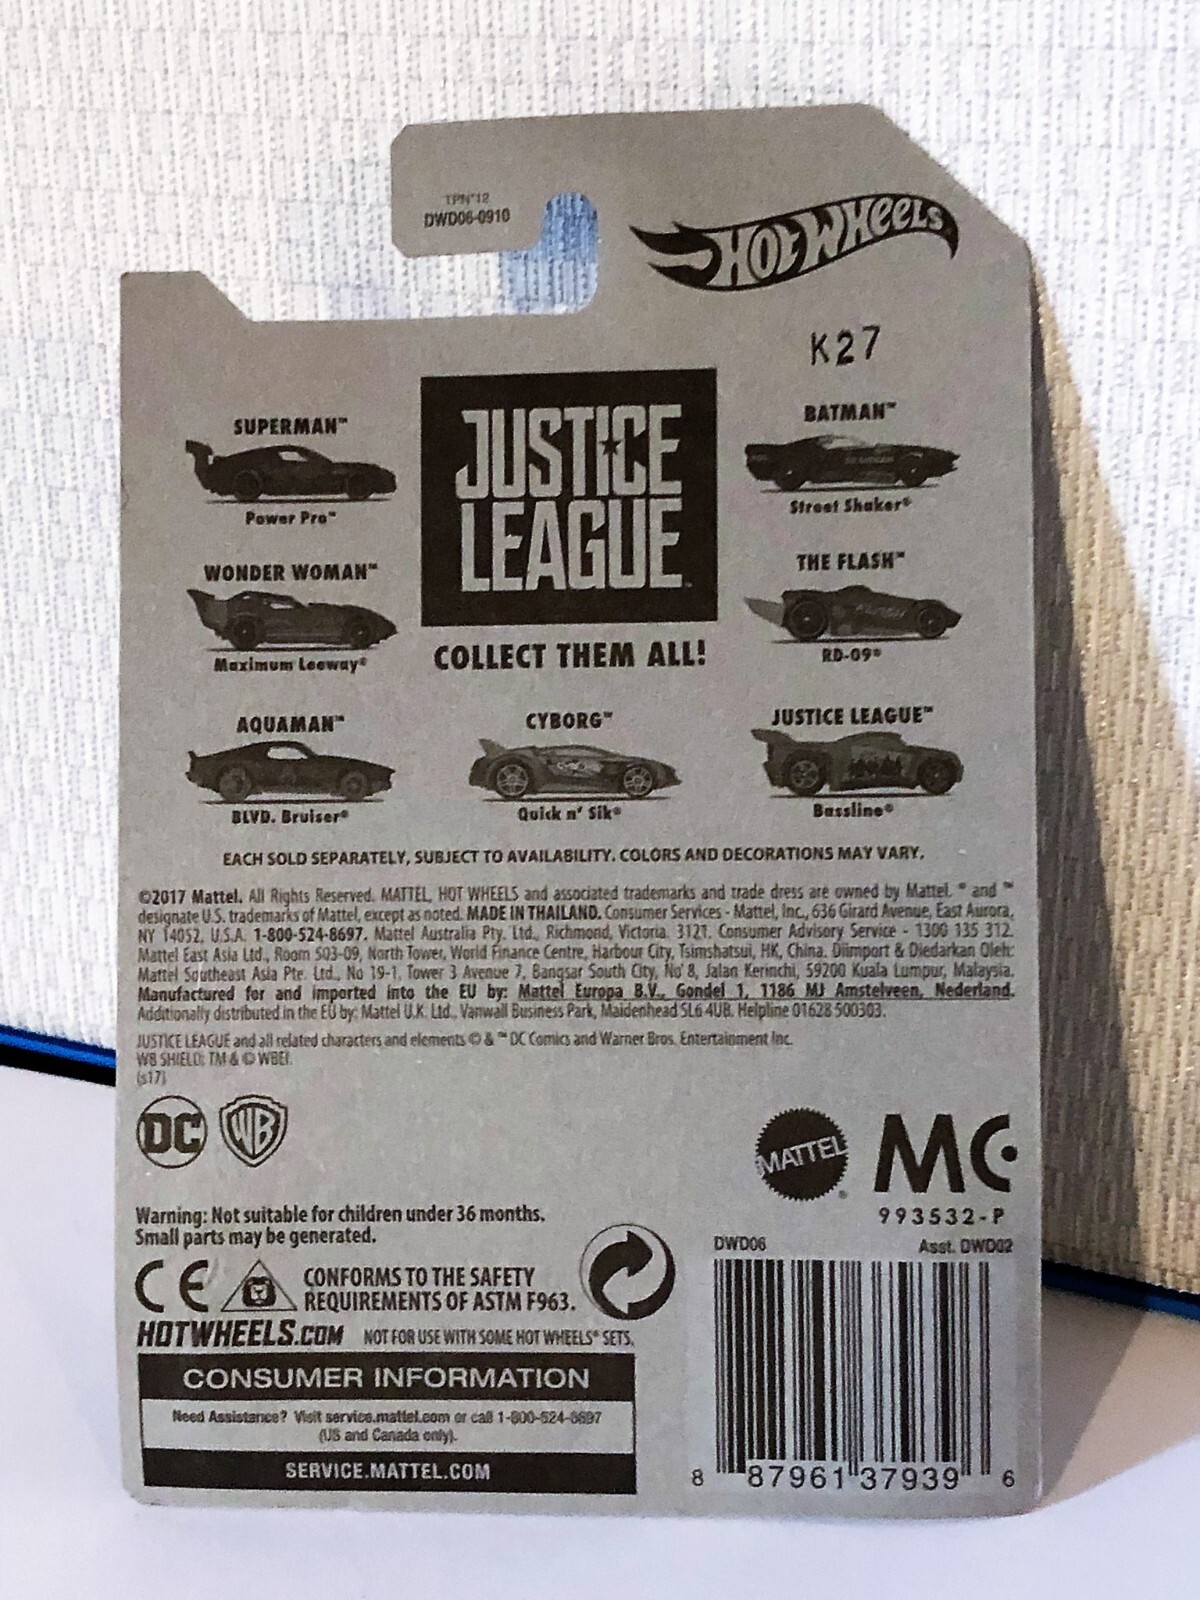 TPN*12
DWD06-0910
HOT WHEELS
K27
JUSTICE
LEAGUE™
COLLECT THEM ALL!
SUPERMAN™
Power Pro™
BATMAN™
Street Shaker®
WONDER WOMAN™
Maximum Leeway®
THE FLASH™
RD-09®
AQUAMAN™
BLVD. Bruiser®
CYBORG™
Quick n' Sik®
JUSTICE LEAGUE™
Bassline®
EACH SOLD SEPARATELY, SUBJECT TO AVAILABILITY. COLORS AND DECORATIONS MAY VARY.
©2017 Mattel. All Rights Reserved. MATTEL, HOT WHEELS and associated trademarks and trade dress are owned by Mattel. ® and ™
designate U.S. trademarks of Mattel, except as noted. MADE IN THAILAND. Consumer Services - Mattel, Inc., 636 Girard Avenue, East Aurora,
NY 14052, U.S.A. 1-800-524-8697. Mattel Australia Pty. Ltd., Richmond, Victoria. 3121. Consumer Advisory Service - 1300 135 312.
Mattel East Asia Ltd., Room 503-09, North Tower, World Finance Centre, Harbour City, Tsimshatsui, HK, China. Diimport & Diedarkan Oleh:
Mattel Southeast Asia Pte. Ltd., No 19-1, Tower 3 Avenue 7, Bangsar South City, No 8, Jalan Kerinchi, 59200 Kuala Lumpur, Malaysia.
Manufactured for and imported into the EU by: Mattel Europa B.V., Gondel 1, 1186 MJ Amstelveen, Nederland.
Additionally distributed in the EU by: Mattel U.K. Ltd., Vanwall Business Park, Maidenhead SL6 4UB. Helpline 01628 500303.
JUSTICE LEAGUE and all related characters and elements © & ™ DC Comics and Warner Bros. Entertainment Inc.
WB SHIELD: TM & © WBEI.
(s17)
DC WB
MATTEL® MC
993532-P
Warning: Not suitable for children under 36 months.
Small parts may be generated.
CE CONFORMS TO THE SAFETY
REQUIREMENTS OF ASTM F963.
HOTWHEELS.COM NOT FOR USE WITH SOME HOT WHEELS® SETS.
CONSUMER INFORMATION
Need Assistance? Visit service.mattel.com or call 1-800-524-8697
(US and Canada only).
SERVICE.MATTEL.COM
DWD06 Asst. DWD02
8 87961 37939 6